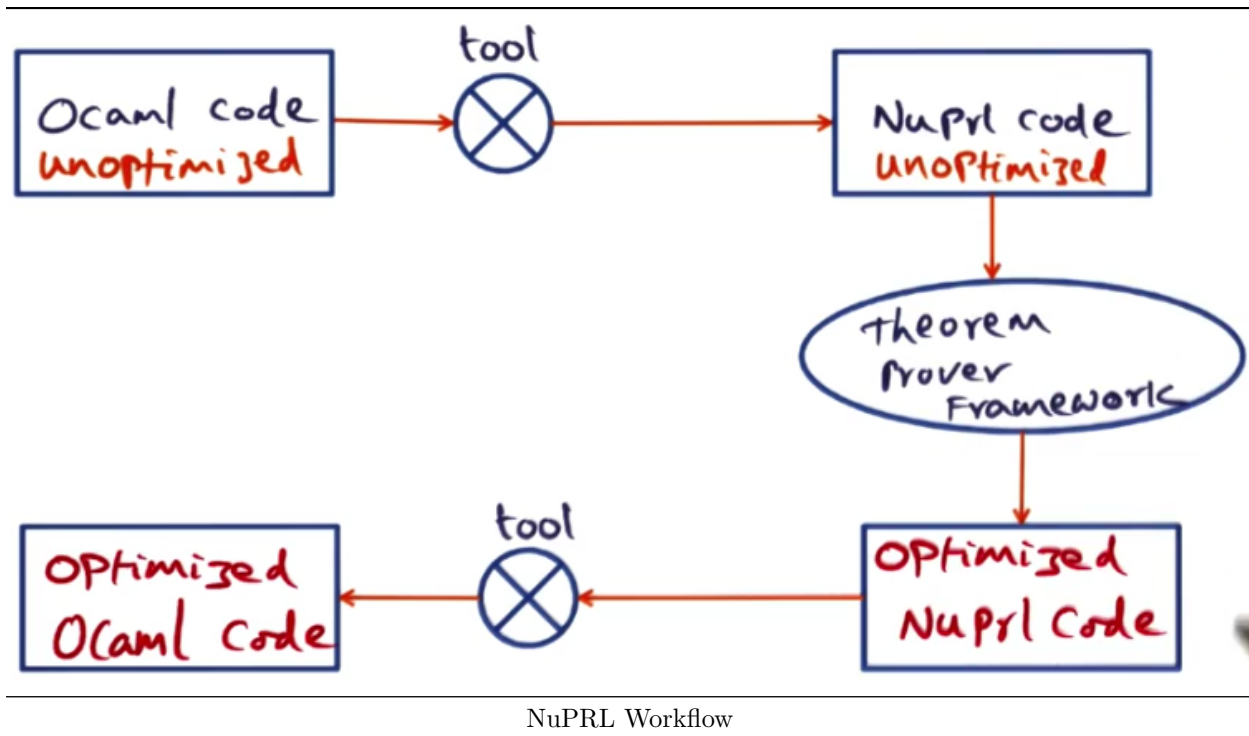 tool
Ocaml code
unoptimized
Nuprl code
unoptimized
Theorem
Prover
Framework
tool
Optimized
Ocaml Code
Optimized
Nuprl Code
NuPRL Workflow